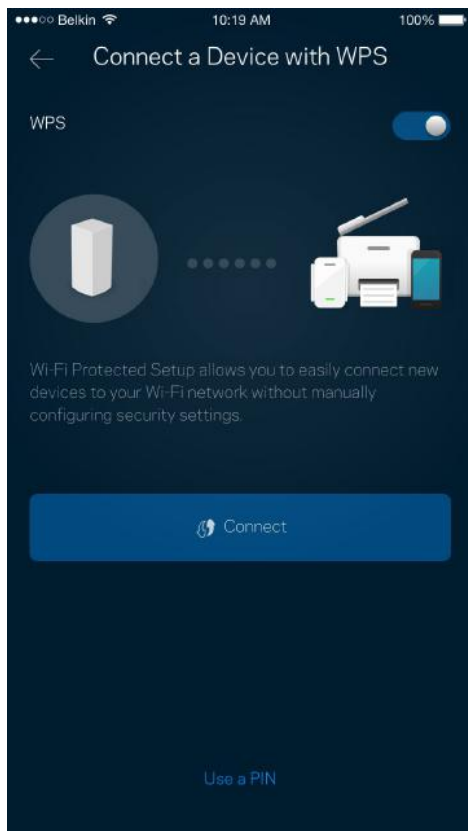 Belkin 10:19 AM 100%
Connect a Device with WPS
WPS
Wi-Fi Protected Setup allows you to easily connect new
devices to your Wi-Fi network without manually
configuring security settings.
Connect
Use a PIN